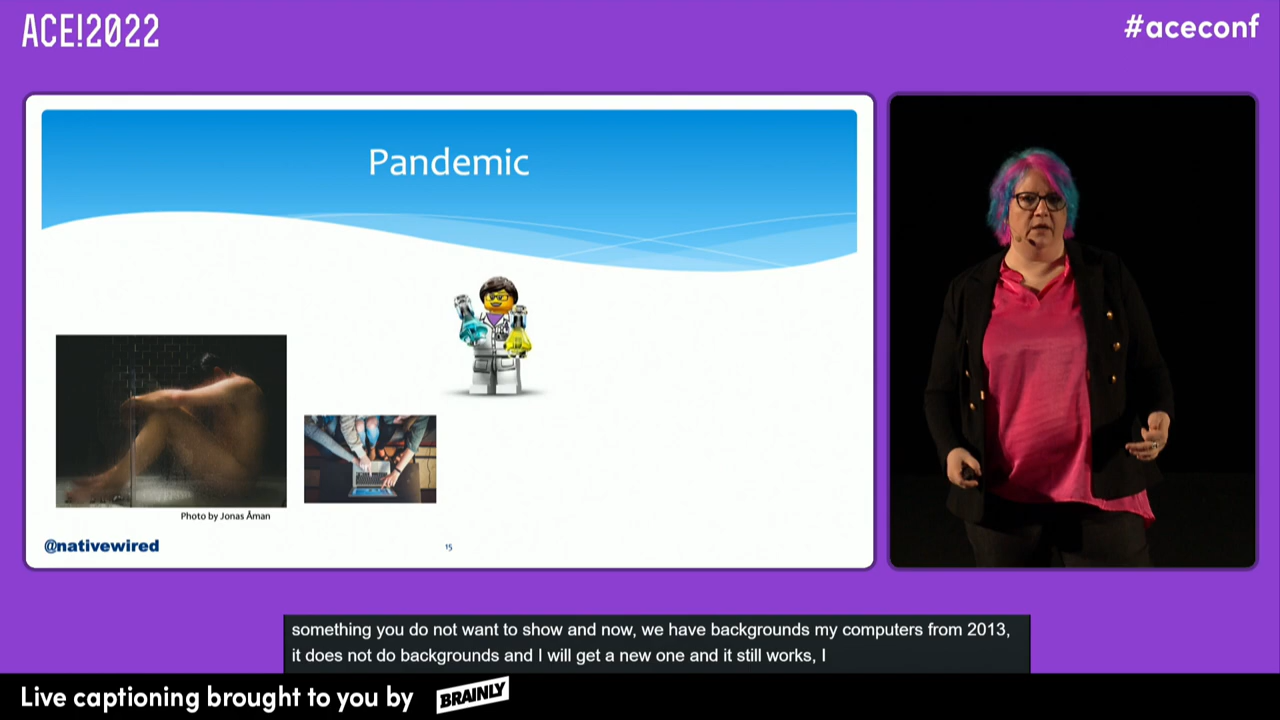 ACE!2022
#aceconf
Pandemic
Photo by Jonas Åman
@nativewired
15
something you do not want to show and now, we have backgrounds my computers from 2013,
it does not do backgrounds and I will get a new one and it still works, I
Live captioning brought to you by BRAINLY